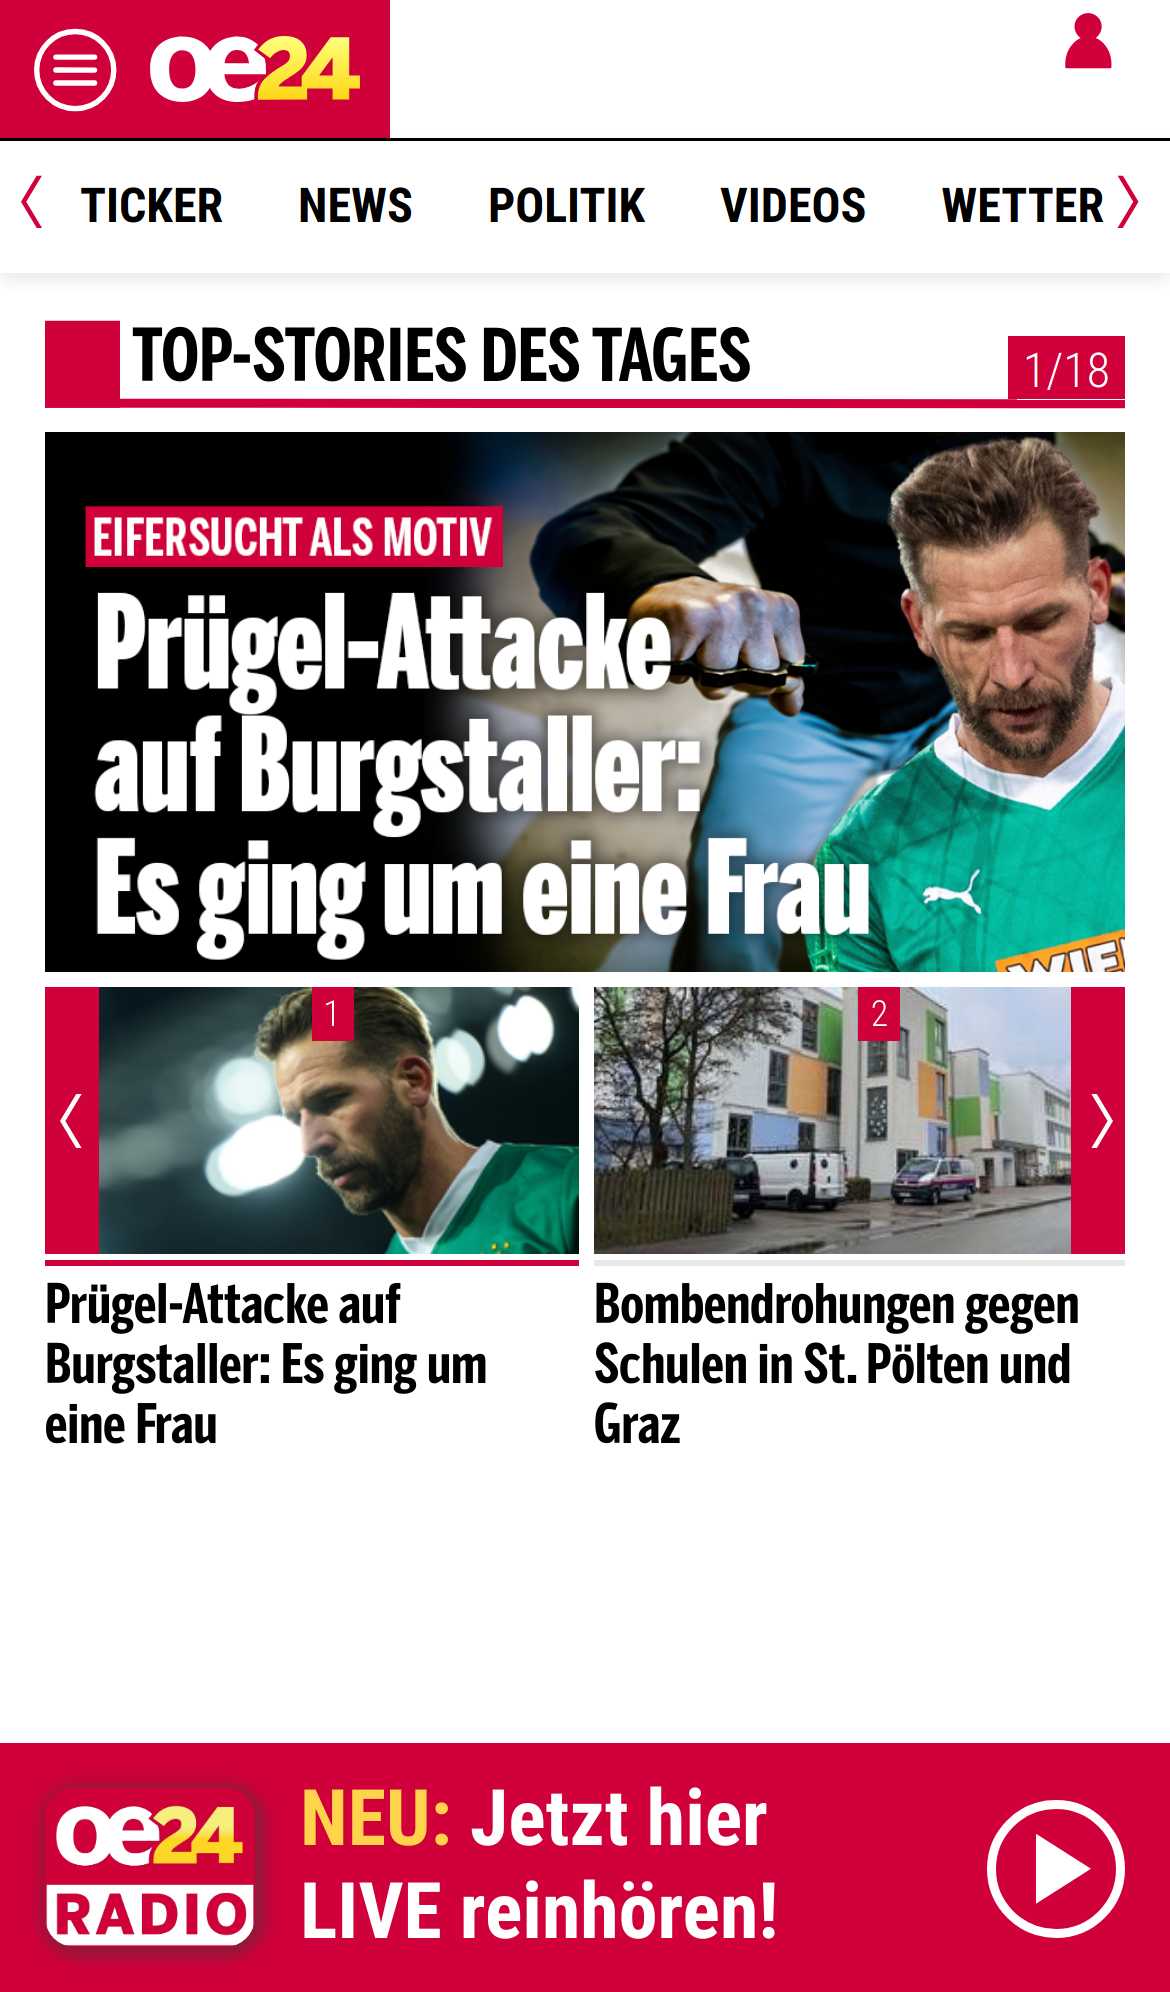 oe24
TICKER NEWS POLITIK VIDEOS WETTER
TOP-STORIES DES TAGES
1/18
EIFERSUCHT ALS MOTIV
Prügel-Attacke
auf Burgstaller:
Es ging um eine Frau
1
2
Prügel-Attacke auf
Burgstaller: Es ging um
eine Frau
Bombendrohungen gegen
Schulen in St. Pölten und
Graz
oe24
RADIO
NEU: Jetzt hier
LIVE reinhören!